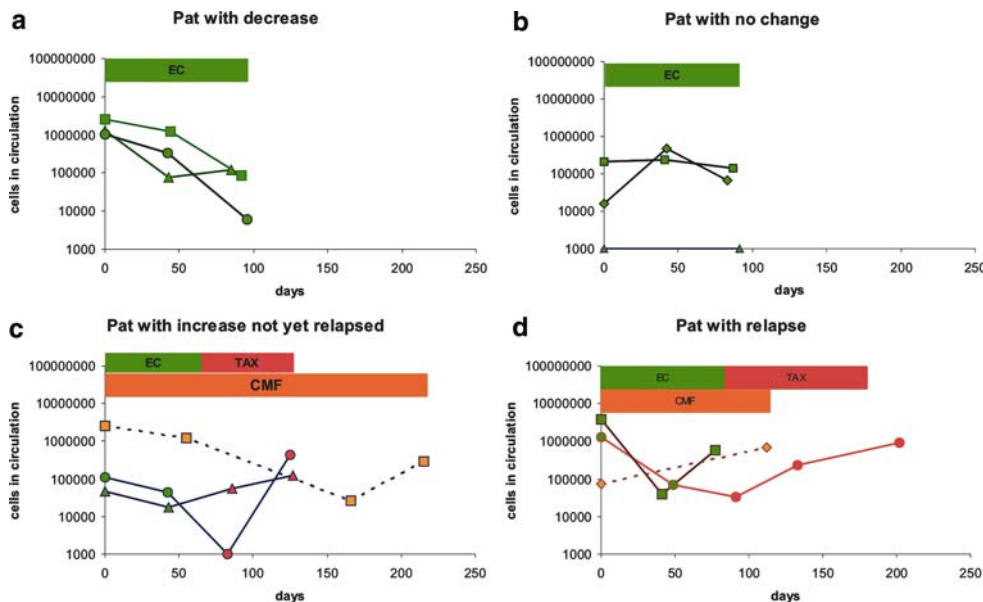 a Pat with decrease
cells in circulation
100000000
10000000
1000000
100000
10000
1000
EC
0 50 100 150 200 250
days
b Pat with no change
cells in circulation
100000000
10000000
1000000
100000
10000
1000
EC
0 50 100 150 200 250
days
c Pat with increase not yet relapsed
cells in circulation
100000000
10000000
1000000
100000
10000
1000
EC TAX
CMF
0 50 100 150 200 250
days
d Pat with relapse
cells in circulation
100000000
10000000
1000000
100000
10000
1000
EC TAX
CMF
0 50 100 150 200 250
days